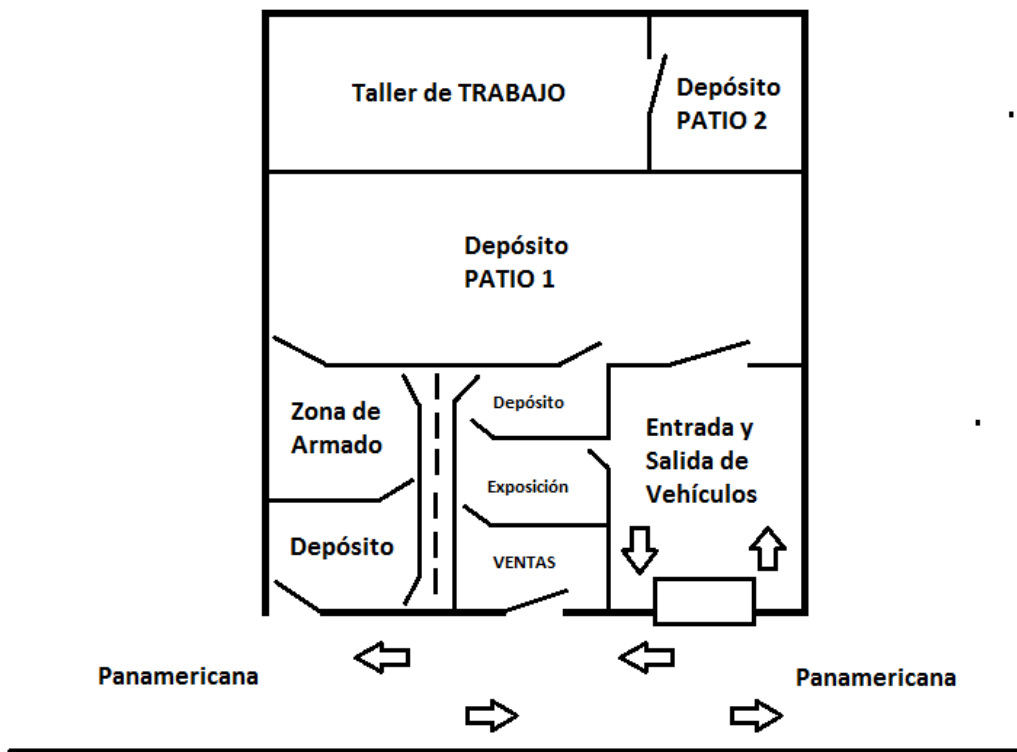 Taller de TRABAJO
Depósito
PATIO 2
Depósito
PATIO 1
Zona de
Armado
Depósito
Depósito
Exposición
VENTAS
Entrada y
Salida de
Vehículos
Panamericana
Panamericana